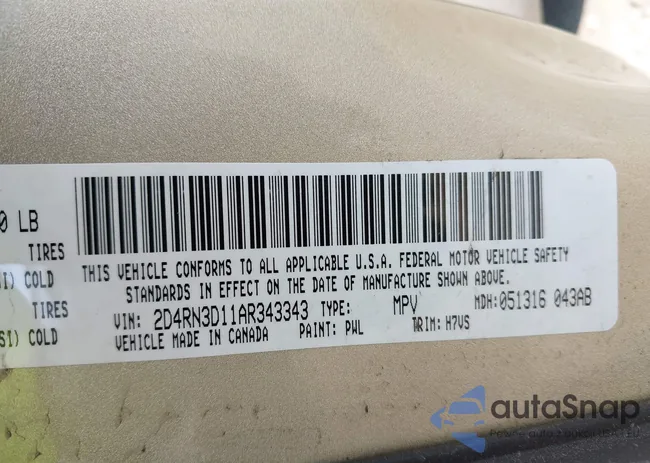 0 LB
TIRES
THIS VEHICLE CONFORMS TO ALL APPLICABLE U.S.A. FEDERAL MOTOR VEHICLE SAFETY
I) COLD
STANDARDS IN EFFECT ON THE DATE OF MANUFACTURE SHOWN ABOVE.
TIRES
VIN: 2D4RN3D11AR343343 TYPE: MPV MDH:051316 043AB
SI) COLD
VEHICLE MADE IN CANADA PAINT: PWL TRIM: H7VS
autoSnap